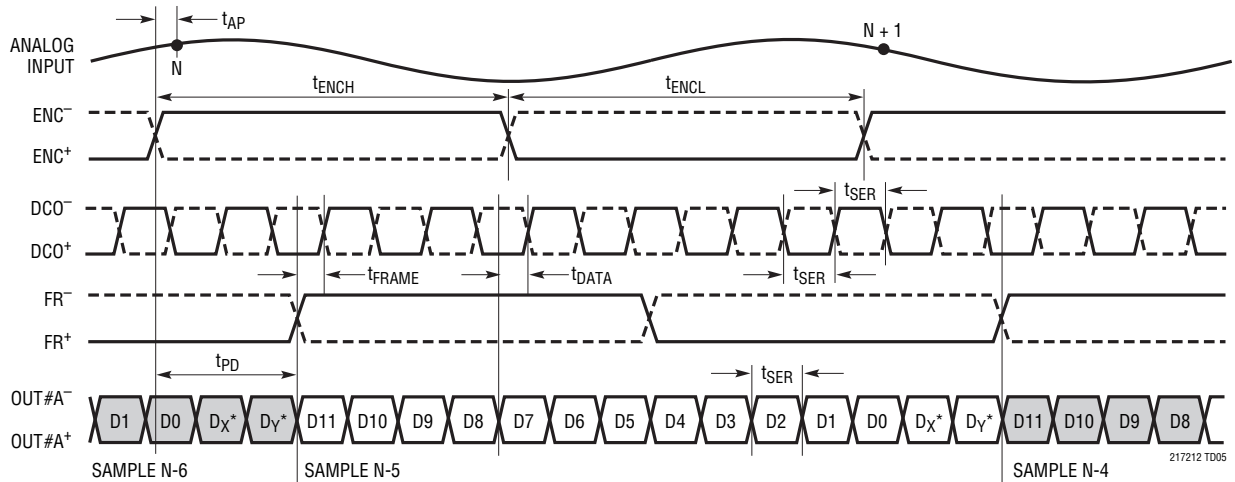 tAP
ANALOG INPUT
N
N + 1
tENCH
tENCL
ENC–
ENC+
tSER
DCO–
DCO+
tFRAME
tDATA
tSER
FR–
FR+
tPD
tSER
OUT#A–
OUT#A+
D1 D0 DX* DY* D11 D10 D9 D8 D7 D6 D5 D4 D3 D2 D1 D0 DX* DY* D11 D10 D9 D8
217212 TD05
SAMPLE N-6 SAMPLE N-5 SAMPLE N-4